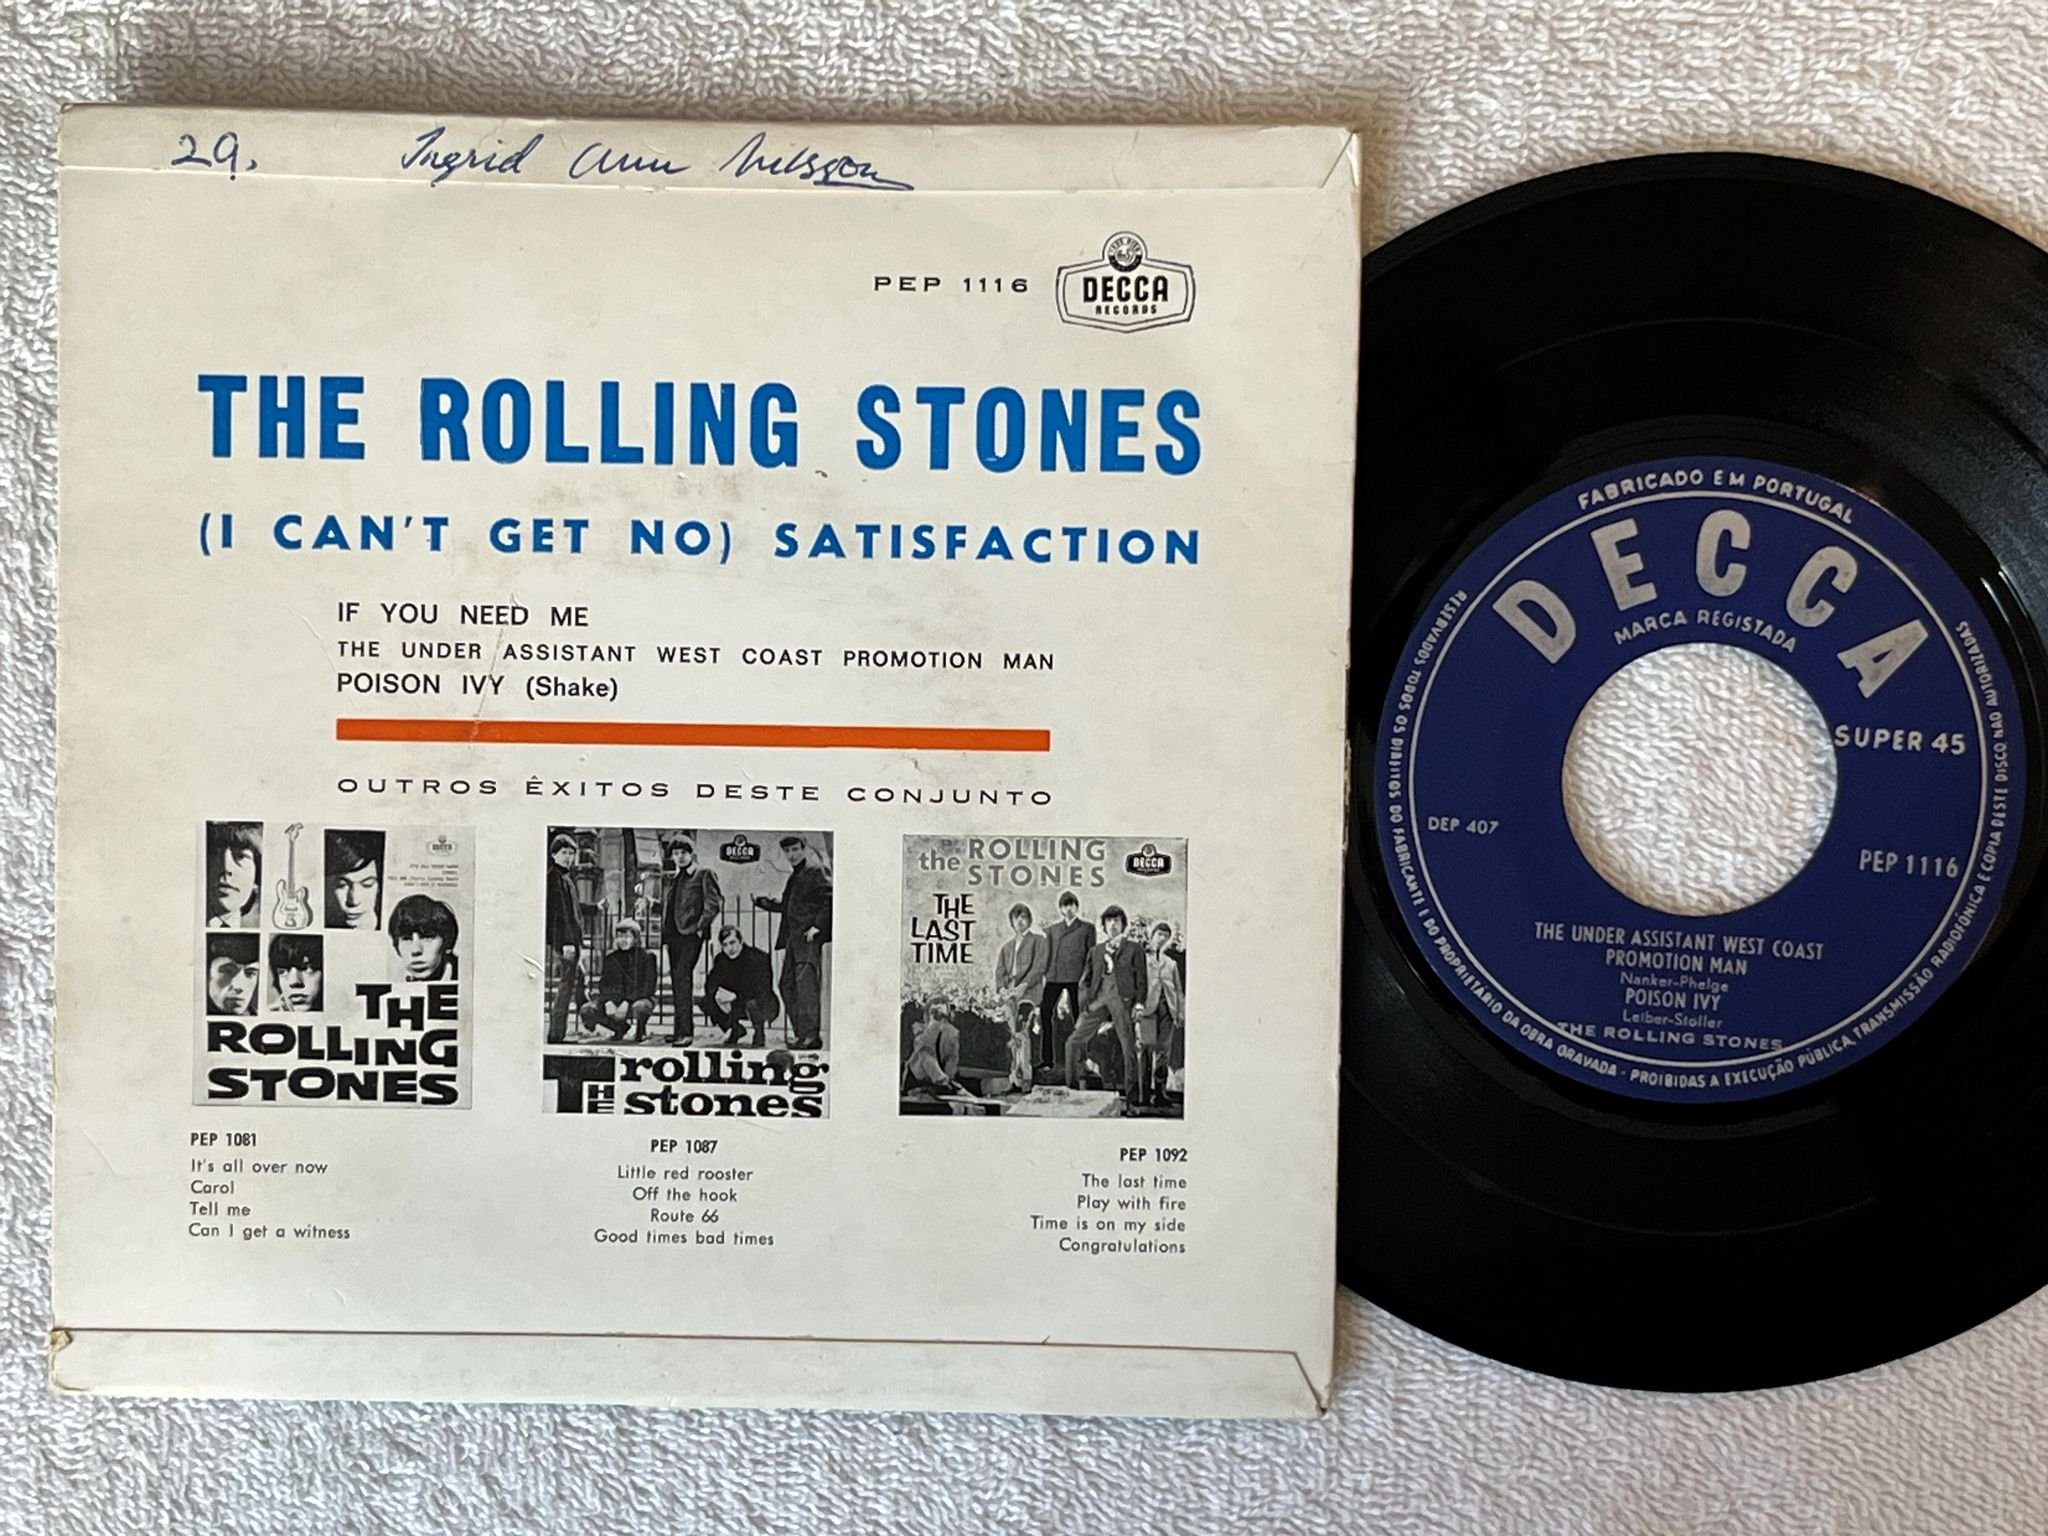 29. Ingrid Ann Nilsson
PEP 1116
DECCA
RECORDS
THE ROLLING STONES
(I CAN'T GET NO) SATISFACTION
IF YOU NEED ME
THE UNDER ASSISTANT WEST COAST PROMOTION MAN
POISON IVY (Shake)
OUTROS ÊXITOS DESTE CONJUNTO
THE
ROLLING
STONES
PEP 1081
It's all over now
Carol
Tell me
Can I get a witness
DECCA
THE rolling
stones
PEP 1087
Little red rooster
Off the hook
Route 66
Good times bad times
the ROLLING
STONES
DECCA
THE
LAST
TIME
PEP 1092
The last time
Play with fire
Time is on my side
Congratulations
FABRICADO EM PORTUGAL
DECCA
MARCA REGISTADA
SUPER 45
DEP 407
PEP 1116
THE UNDER ASSISTANT WEST COAST
PROMOTION MAN
Nanker-Phelge
POISON IVY
Leiber-Stoller
THE ROLLING STONES
RESERVADOS TODOS OS DIREITOS DO FABRICANTE E DO PROPRIETÁRIO DA OBRA GRAVADA - PROIBIDAS A EXECUÇÃO PÚBLICA, TRANSMISSÃO RADIOFÓNICA E CÓPIA DESTE DISCO NÃO AUTORIZADAS